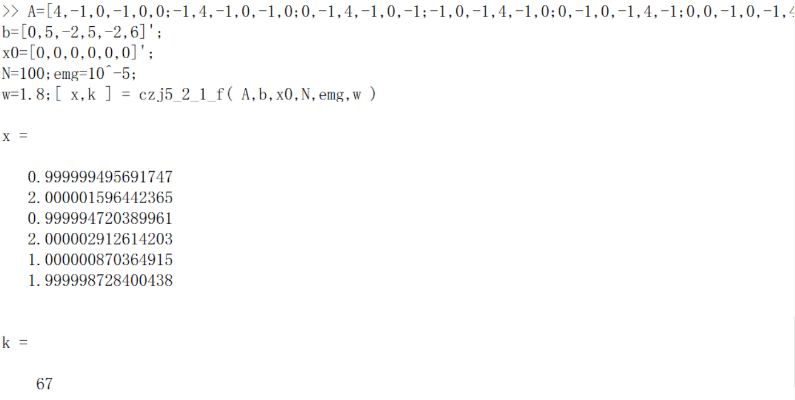 >> A=[4,-1,0,-1,0,0;-1,4,-1,0,-1,0;0,-1,4,-1,0,-1;-1,0,-1,4,-1,0;0,-1,0,-1,4,-1;0,0,-1,0,-1,4
b=[0,5,-2,5,-2,6]';
x0=[0,0,0,0,0,0]';
N=100;emg=10^-5;
w=1.8;[ x,k ] = czj5_2_1_f( A,b,x0,N,emg,w )
x =
0.999999495691747
2.000001596442365
0.999994720389961
2.000002912614203
1.000000870364915
1.999998728400438
k =
67